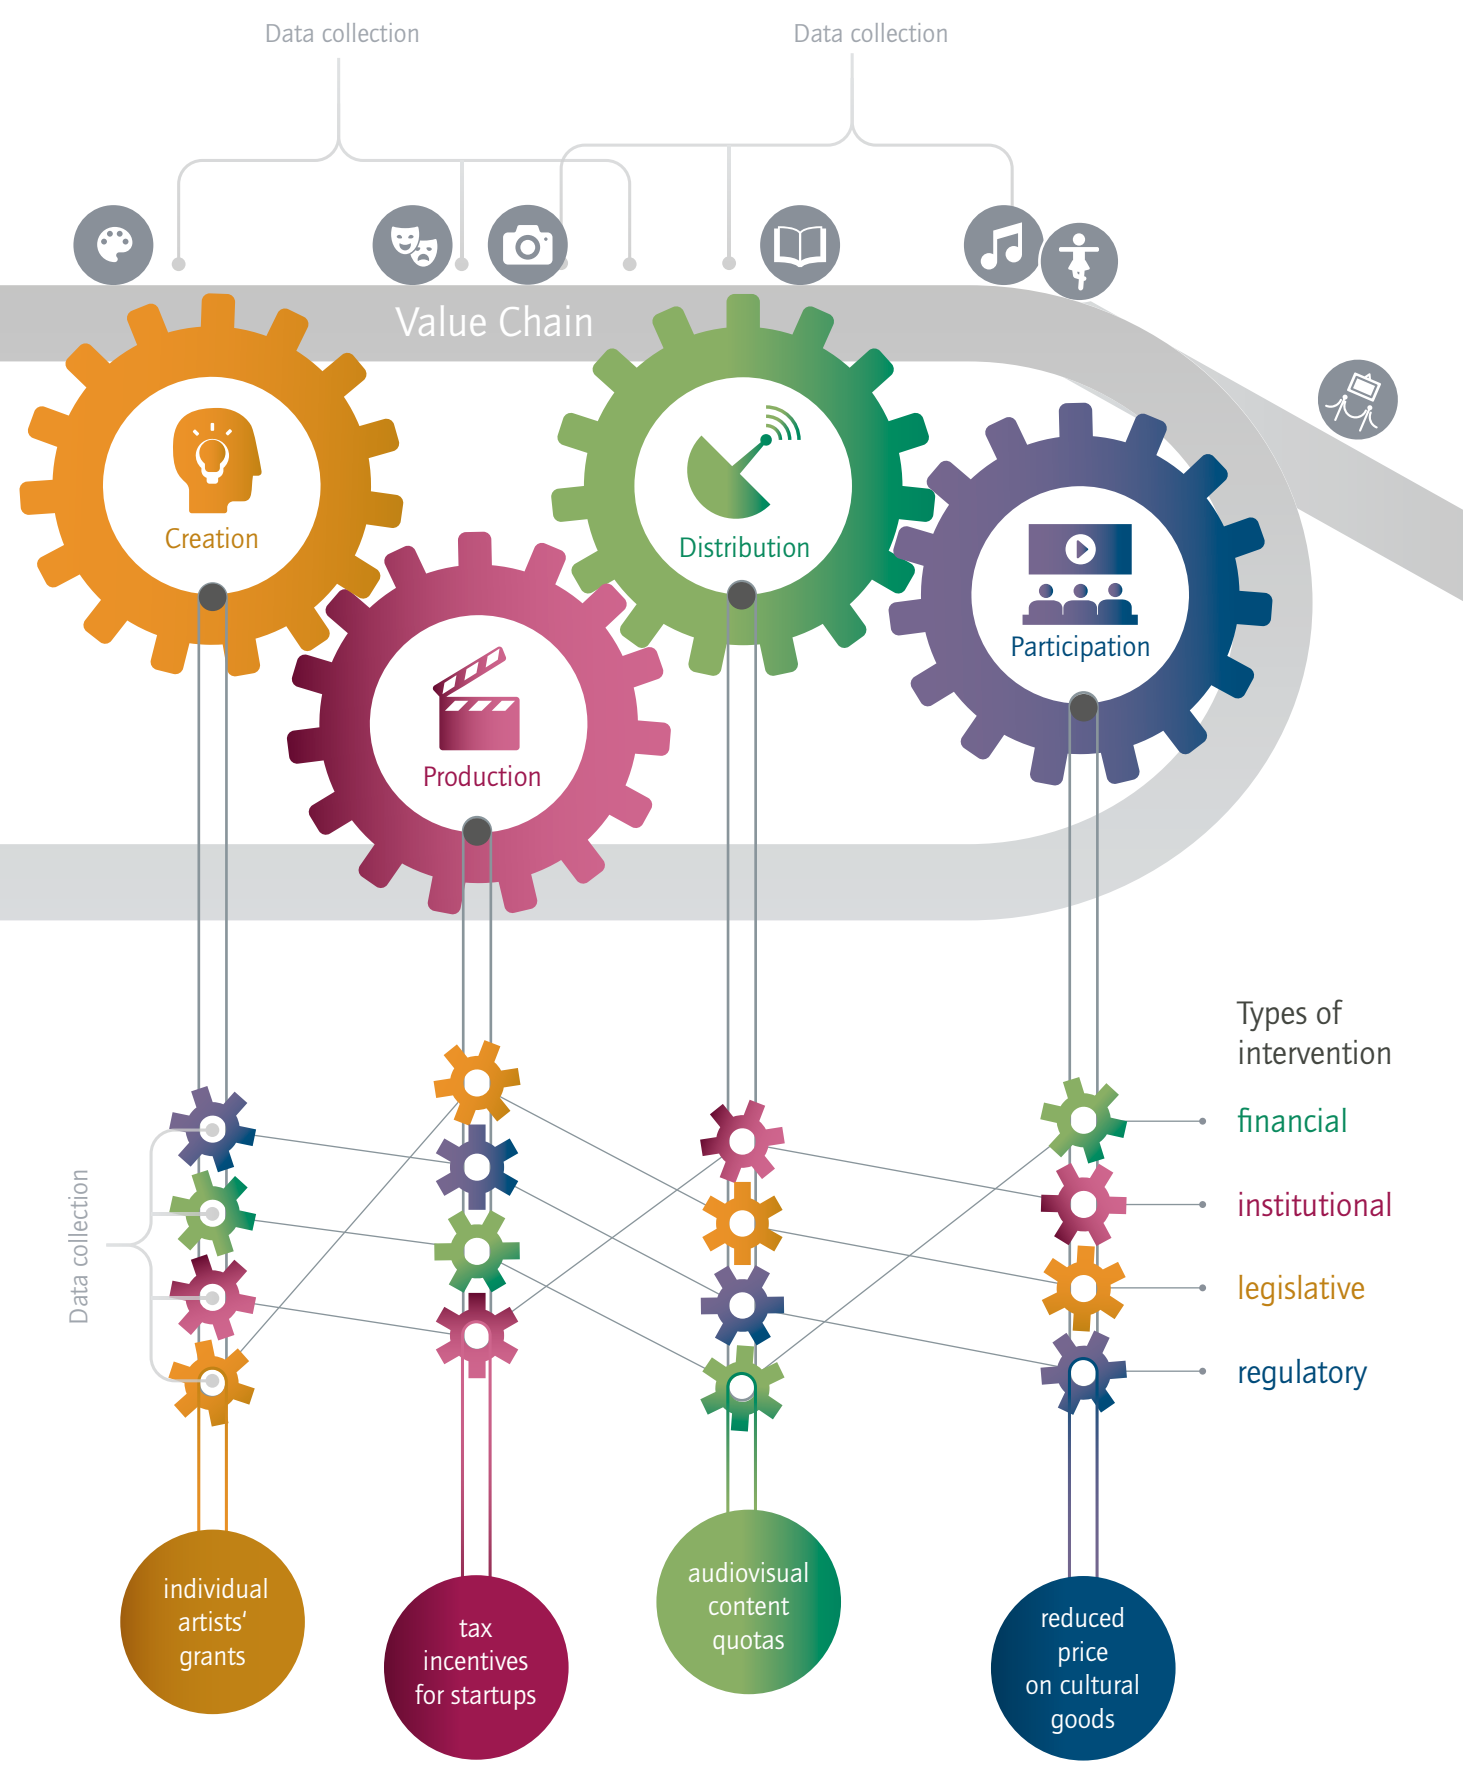 Data collection
Data collection
Value Chain
Creation
Distribution
Participation
Production
Types of
intervention
financial
institutional
legislative
regulatory
Data collection
individual
artists‘
grants
tax
incentives
for startups
audiovisual
content
quotas
reduced
price
on cultural
goods